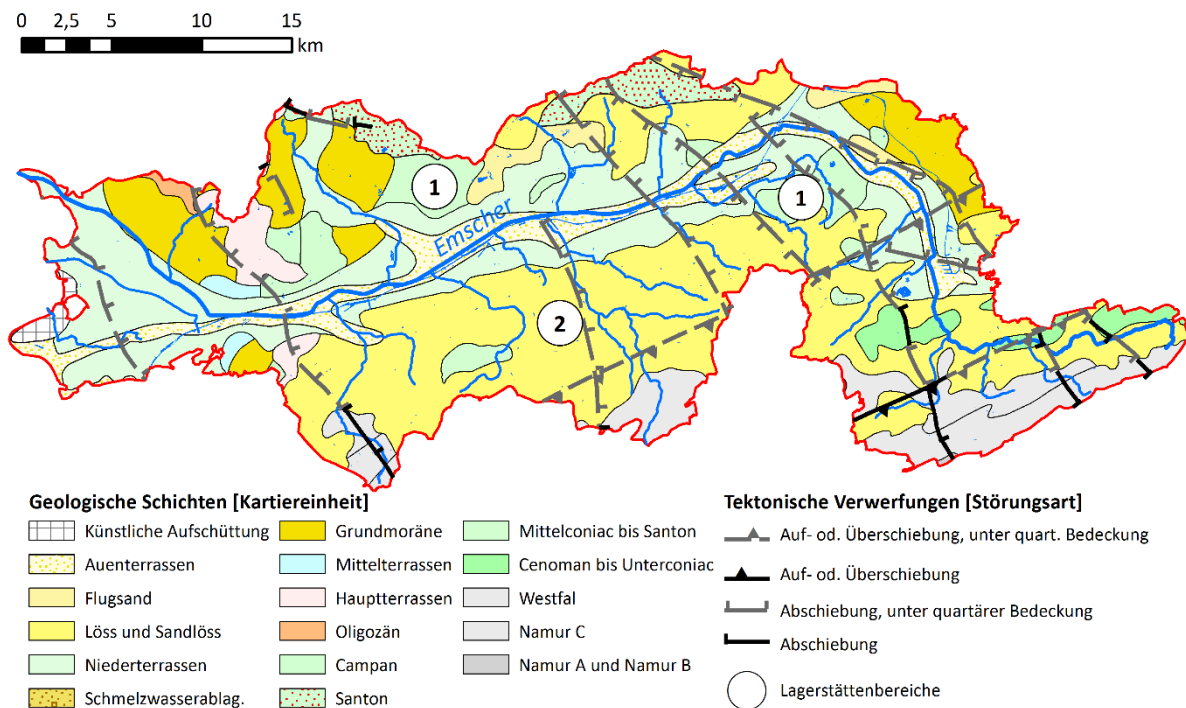 0 2,5 5 10 15
km
1
1
Emscher
2
Geologische Schichten [Kartiereinheit]
Künstliche Aufschüttung
Auenterrassen
Flugsand
Löss und Sandlöss
Niederterrassen
Schmelzwasserablag.
Grundmoräne
Mittelterrassen
Hauptterrassen
Oligozän
Campan
Santon
Mittelconiac bis Santon
Cenoman bis Unterconiac
Westfal
Namur C
Namur A und Namur B
Tektonische Verwerfungen [Störungsart]
Auf- od. Überschiebung, unter quart. Bedeckung
Auf- od. Überschiebung
Abschiebung, unter quartärer Bedeckung
Abschiebung
Lagerstättenbereiche